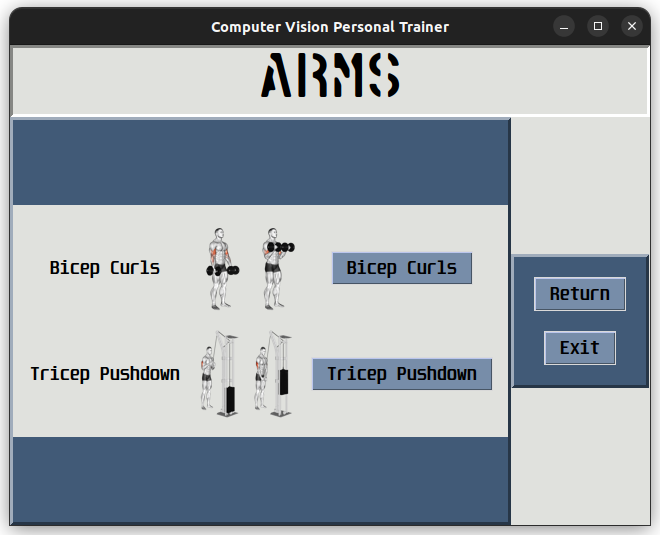 Computer Vision Personal Trainer
ARMS
Bicep Curls
Bicep Curls
Tricep Pushdown
Tricep Pushdown
Return
Exit